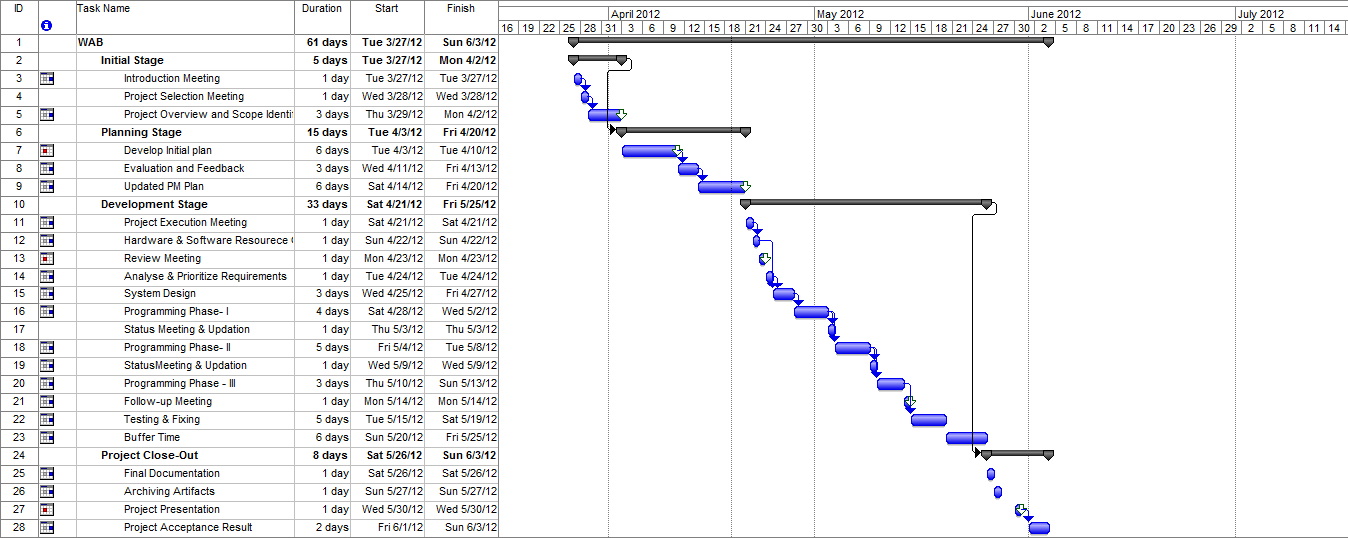 ID Task Name Duration Start Finish April 2012 May 2012 June 2012 July 2012
16 19 22 25 28 31 3 6 9 12 15 18 21 24 27 30 3 6 9 12 15 18 21 24 27 30 2 5 8 11 14 17 20 23 26 29 2 5 8 11 14
1 WAB 61 days Tue 3/27/12 Sun 6/3/12
2 Initial Stage 5 days Tue 3/27/12 Mon 4/2/12
3 Introduction Meeting 1 day Tue 3/27/12 Tue 3/27/12
4 Project Selection Meeting 1 day Wed 3/28/12 Wed 3/28/12
5 Project Overview and Scope Identi 3 days Thu 3/29/12 Mon 4/2/12
6 Planning Stage 15 days Tue 4/3/12 Fri 4/20/12
7 Develop Initial plan 6 days Tue 4/3/12 Tue 4/10/12
8 Evaluation and Feedback 3 days Wed 4/11/12 Fri 4/13/12
9 Updated PM Plan 6 days Sat 4/14/12 Fri 4/20/12
10 Development Stage 33 days Sat 4/21/12 Fri 5/25/12
11 Project Execution Meeting 1 day Sat 4/21/12 Sat 4/21/12
12 Hardware & Software Resourece 1 day Sun 4/22/12 Sun 4/22/12
13 Review Meeting 1 day Mon 4/23/12 Mon 4/23/12
14 Analyse & Prioritize Requirements 1 day Tue 4/24/12 Tue 4/24/12
15 System Design 3 days Wed 4/25/12 Fri 4/27/12
16 Programming Phase- I 4 days Sat 4/28/12 Wed 5/2/12
17 Status Meeting & Updation 1 day Thu 5/3/12 Thu 5/3/12
18 Programming Phase- II 5 days Fri 5/4/12 Tue 5/8/12
19 StatusMeeting & Updation 1 day Wed 5/9/12 Wed 5/9/12
20 Programming Phase - III 3 days Thu 5/10/12 Sun 5/13/12
21 Follow-up Meeting 1 day Mon 5/14/12 Mon 5/14/12
22 Testing & Fixing 5 days Tue 5/15/12 Sat 5/19/12
23 Buffer Time 6 days Sun 5/20/12 Fri 5/25/12
24 Project Close-Out 8 days Sat 5/26/12 Sun 6/3/12
25 Final Documentation 1 day Sat 5/26/12 Sat 5/26/12
26 Archiving Artifacts 1 day Sun 5/27/12 Sun 5/27/12
27 Project Presentation 1 day Wed 5/30/12 Wed 5/30/12
28 Project Acceptance Result 2 days Fri 6/1/12 Sun 6/3/12